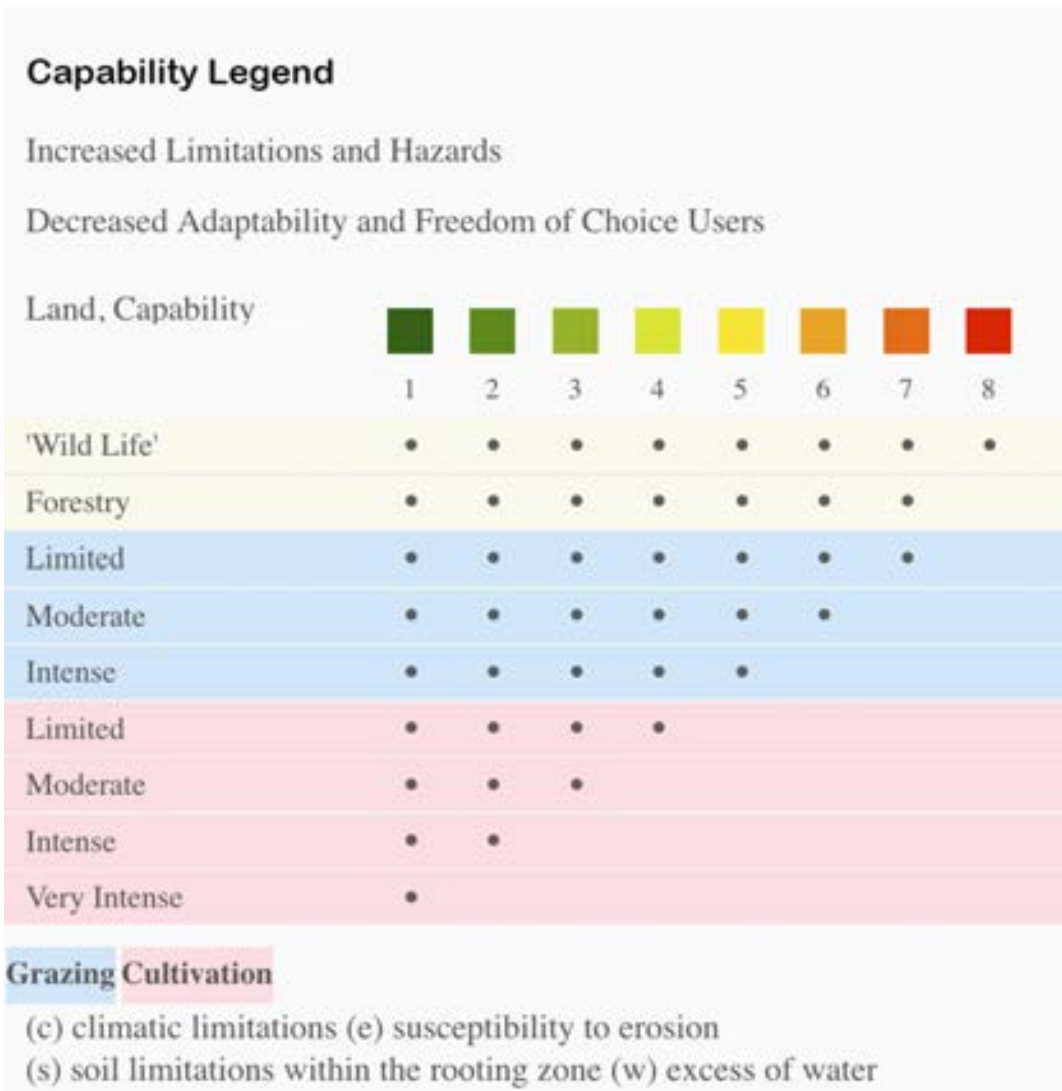 Capability Legend
Increased Limitations and Hazards
Decreased Adaptability and Freedom of Choice Users
Land, Capability
1 2 3 4 5 6 7 8
'Wild Life' • • • • • • • •
Forestry • • • • • • •
Limited • • • • • • •
Moderate • • • • • •
Intense • • • • •
Limited • • • •
Moderate • • •
Intense • •
Very Intense •
Grazing Cultivation
(c) climatic limitations (e) susceptibility to erosion
(s) soil limitations within the rooting zone (w) excess of water